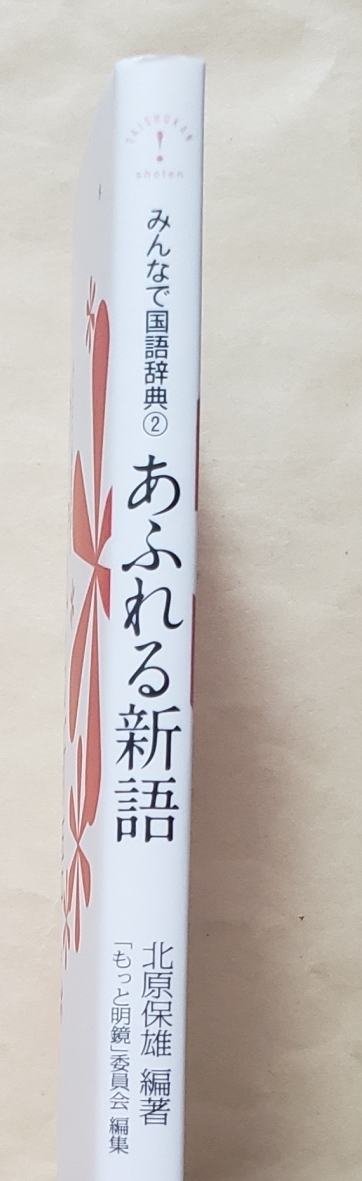 TAISHUKAN
!
shoten
みんなで国語辞典②
あふれる新語
北原保雄 編著
「もっと明鏡」委員会 編集